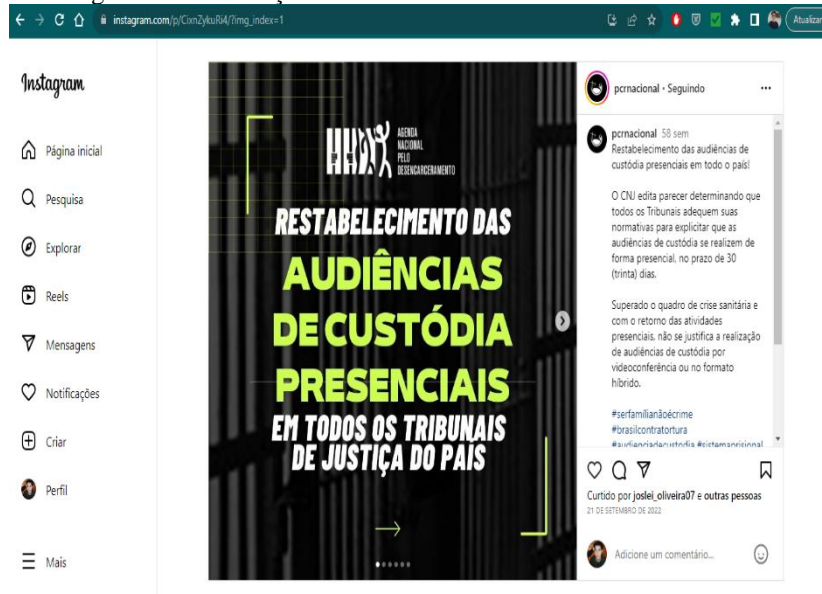 instagram.com/p/CixnZykuRi4/?img_index=1
Atualizar
Instagram
Página inicial
Pesquisa
Explorar
Reels
Mensagens
Notificações
Criar
Perfil
Mais
AGENDA
NACIONAL
PELO
DESENCARCERAMENTO
RESTABELECIMENTO DAS
AUDIÊNCIAS
DE CUSTÓDIA
PRESENCIAIS
EM TODOS OS TRIBUNAIS
DE JUSTIÇA DO PAÍS
pcrnacional • Seguindo
pcrnacional 58 sem
Restabelecimento das audiências de
custódia presenciais em todo o país!
O CNJ edita parecer determinando que
todos os Tribunais adequem suas
normativas para explicitar que as
audiências de custódia se realizem de
forma presencial, no prazo de 30
(trinta) dias.
Superado o quadro de crise sanitária e
com o retorno das atividades
presenciais, não se justifica a realização
de audiências de custódia por
videoconferência ou no formato
híbrido.
#serfamílianãoécrime
#brasilcontratortura
#audienciadecustodia #sistemaprisional
Curtido por joslei_oliveira07 e outras pessoas
21 DE SETEMBRO DE 2022
Adicione um comentário...